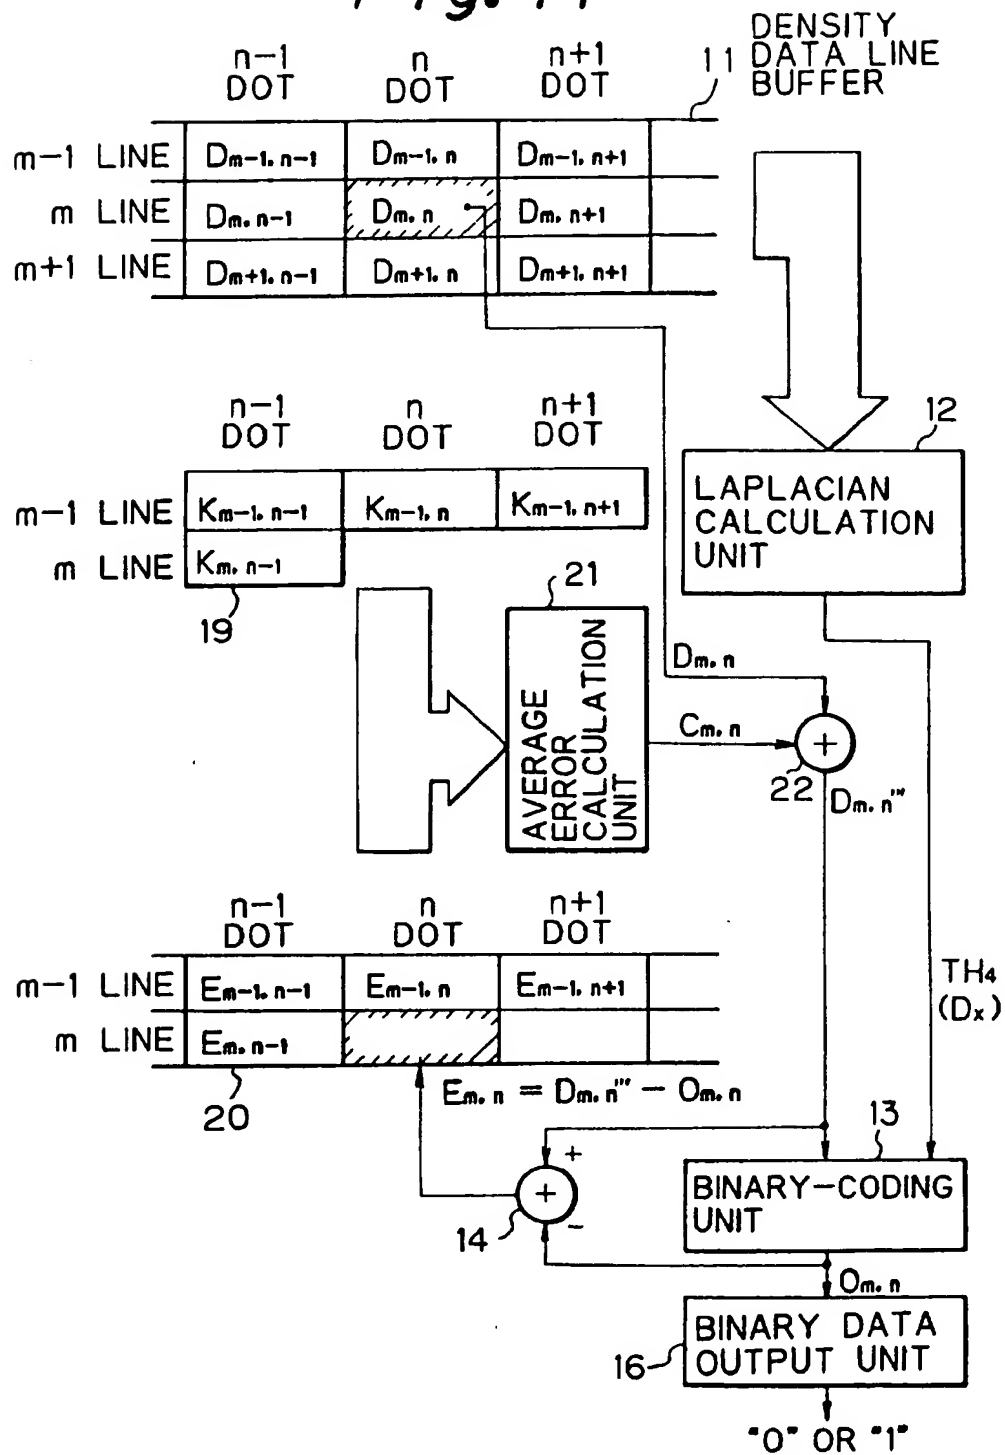 n-1 DOT
n DOT
n+1 DOT
11
DENSITY
DATA LINE
BUFFER
m-1 LINE
Dm-1. n-1
Dm-1. n
Dm-1. n+1
m LINE
Dm. n-1
Dm. n
Dm. n+1
m+1 LINE
Dm+1. n-1
Dm+1. n
Dm+1. n+1
n-1 DOT
n DOT
n+1 DOT
12
LAPLACIAN
CALCULATION
UNIT
m-1 LINE
Km-1. n-1
Km-1. n
Km-1. n+1
m LINE
Km. n-1
19
21
AVERAGE
ERROR
CALCULATION
UNIT
Dm. n
Cm. n
+
22
Dm. n'''
n-1 DOT
n DOT
n+1 DOT
m-1 LINE
Em-1. n-1
Em-1. n
Em-1. n+1
m LINE
Em. n-1
20
TH4
(Dx)
Em. n = Dm. n''' - Om. n
+
+
-
14
13
BINARY-CODING
UNIT
Om. n
16
BINARY DATA
OUTPUT UNIT
"0" OR "1"